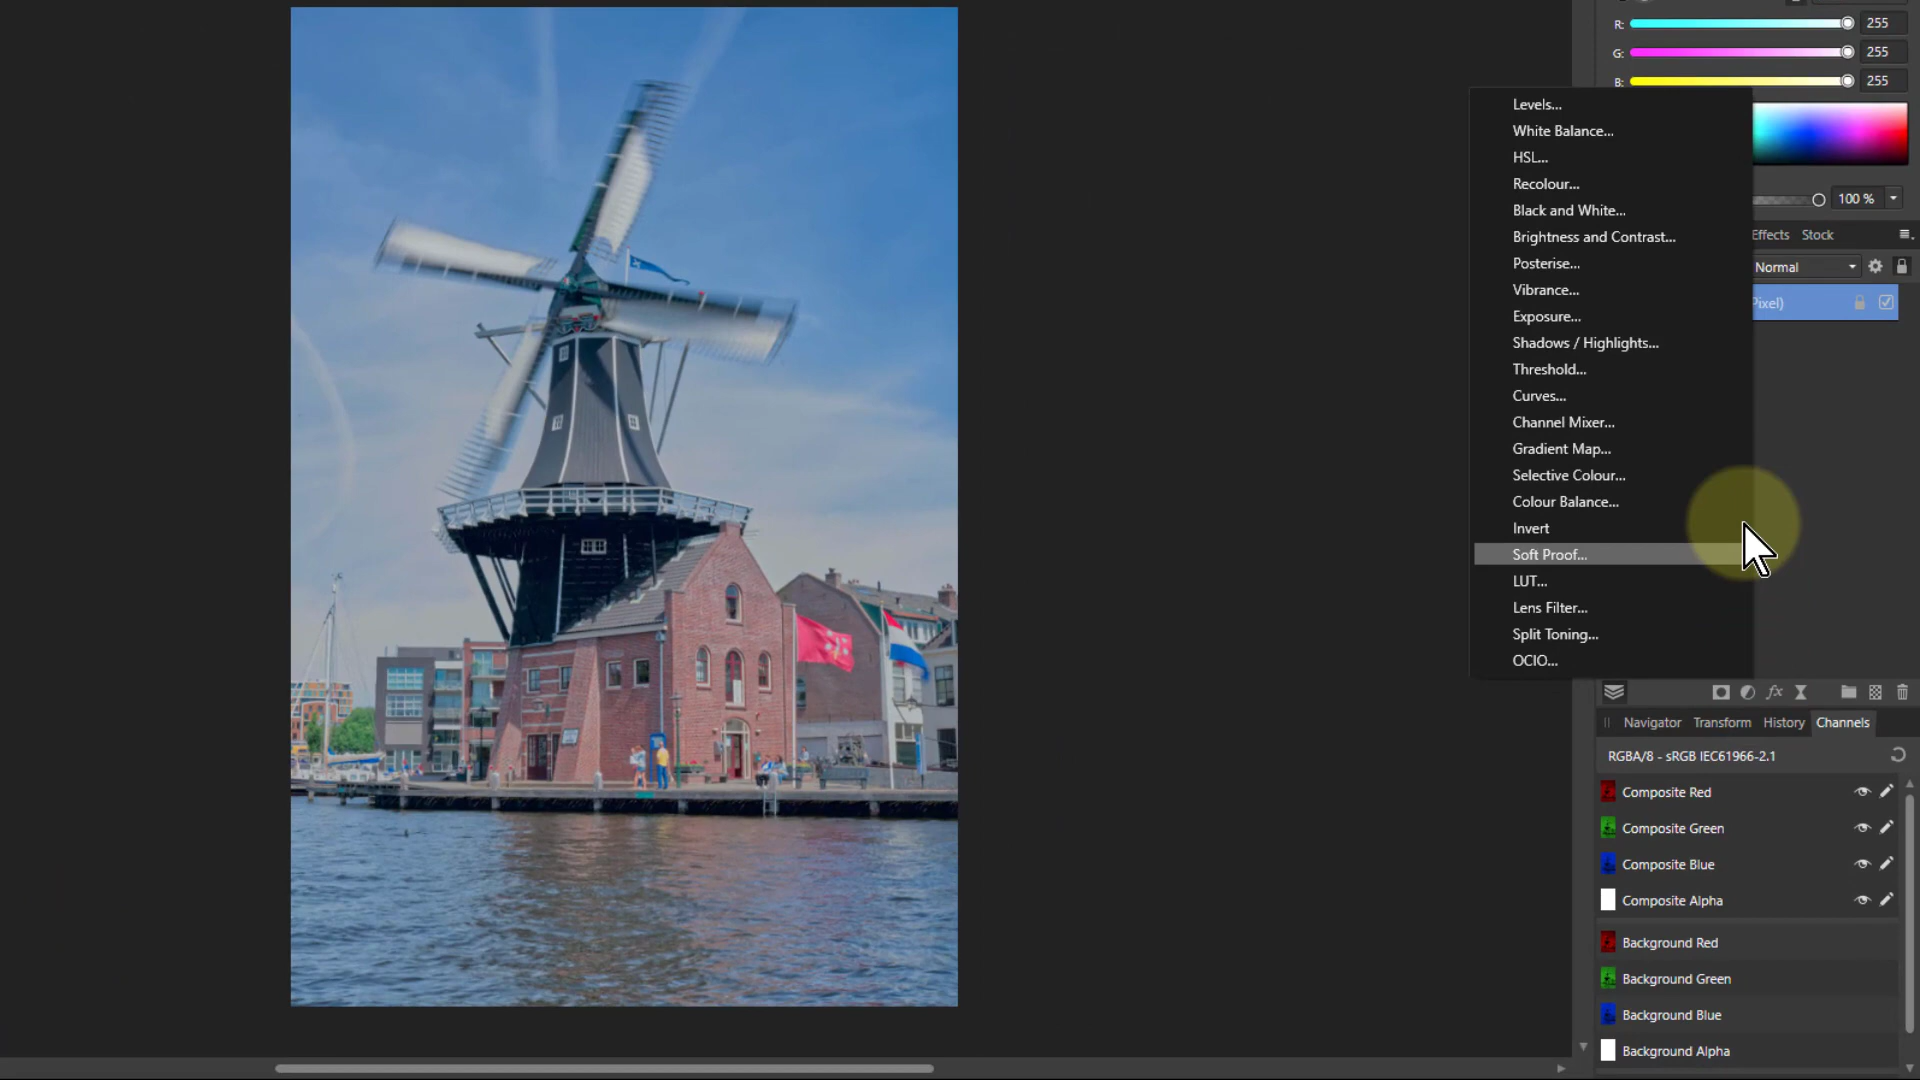 R: 255
G: 255
B: 255
Levels...
White Balance...
HSL...
Recolour...
100 %
Black and White...
Effects Stock
Brightness and Contrast...
Posterise...
Normal
Vibrance...
Pixel)
Exposure...
Shadows / Highlights...
Threshold...
Curves...
Channel Mixer...
Gradient Map...
Selective Colour...
Colour Balance...
Invert
Soft Proof...
LUT...
Lens Filter...
Split Toning...
OCIO...
fx
Navigator Transform History Channels
RGBA/8 - sRGB IEC61966-2.1
Composite Red
Composite Green
Composite Blue
Composite Alpha
Background Red
Background Green
Background Blue
Background Alpha